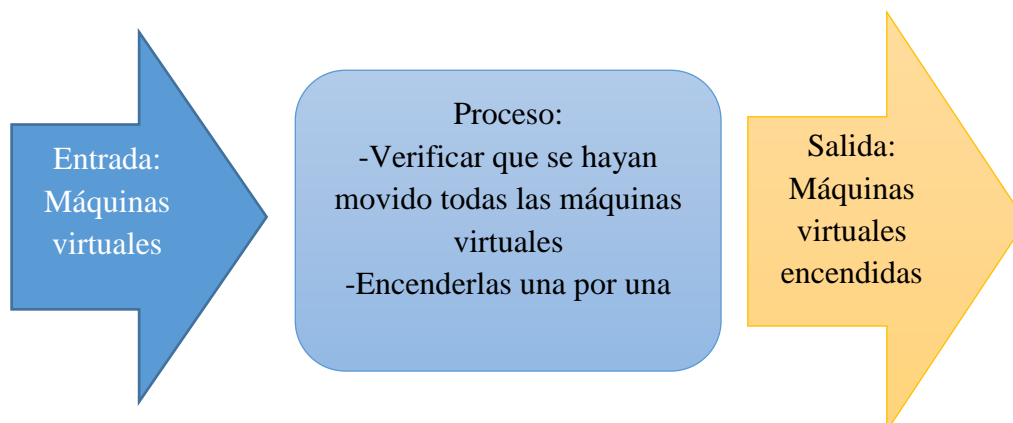 Entrada:
Máquinas
virtuales
Proceso:
-Verificar que se hayan
movido todas las máquinas
virtuales
-Encenderlas una por una
Salida:
Máquinas
virtuales
encendidas